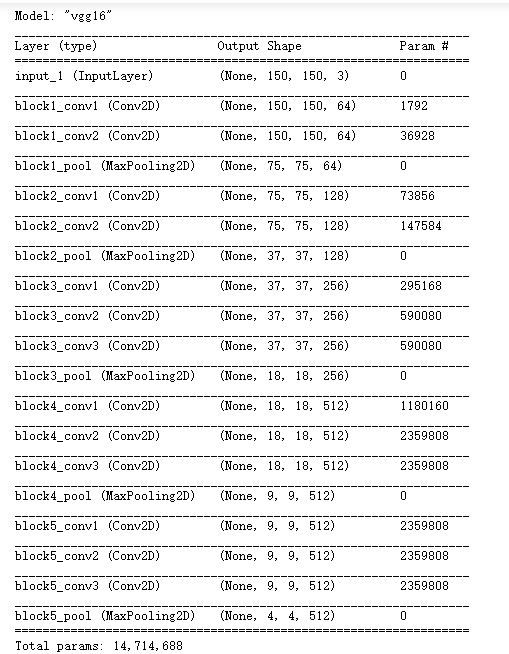 Model: "vgg16"
Layer (type) Output Shape Param #
input_1 (InputLayer) (None, 150, 150, 3) 0
block1_conv1 (Conv2D) (None, 150, 150, 64) 1792
block1_conv2 (Conv2D) (None, 150, 150, 64) 36928
block1_pool (MaxPooling2D) (None, 75, 75, 64) 0
block2_conv1 (Conv2D) (None, 75, 75, 128) 73856
block2_conv2 (Conv2D) (None, 75, 75, 128) 147584
block2_pool (MaxPooling2D) (None, 37, 37, 128) 0
block3_conv1 (Conv2D) (None, 37, 37, 256) 295168
block3_conv2 (Conv2D) (None, 37, 37, 256) 590080
block3_conv3 (Conv2D) (None, 37, 37, 256) 590080
block3_pool (MaxPooling2D) (None, 18, 18, 256) 0
block4_conv1 (Conv2D) (None, 18, 18, 512) 1180160
block4_conv2 (Conv2D) (None, 18, 18, 512) 2359808
block4_conv3 (Conv2D) (None, 18, 18, 512) 2359808
block4_pool (MaxPooling2D) (None, 9, 9, 512) 0
block5_conv1 (Conv2D) (None, 9, 9, 512) 2359808
block5_conv2 (Conv2D) (None, 9, 9, 512) 2359808
block5_conv3 (Conv2D) (None, 9, 9, 512) 2359808
block5_pool (MaxPooling2D) (None, 4, 4, 512) 0
Total params: 14,714,688